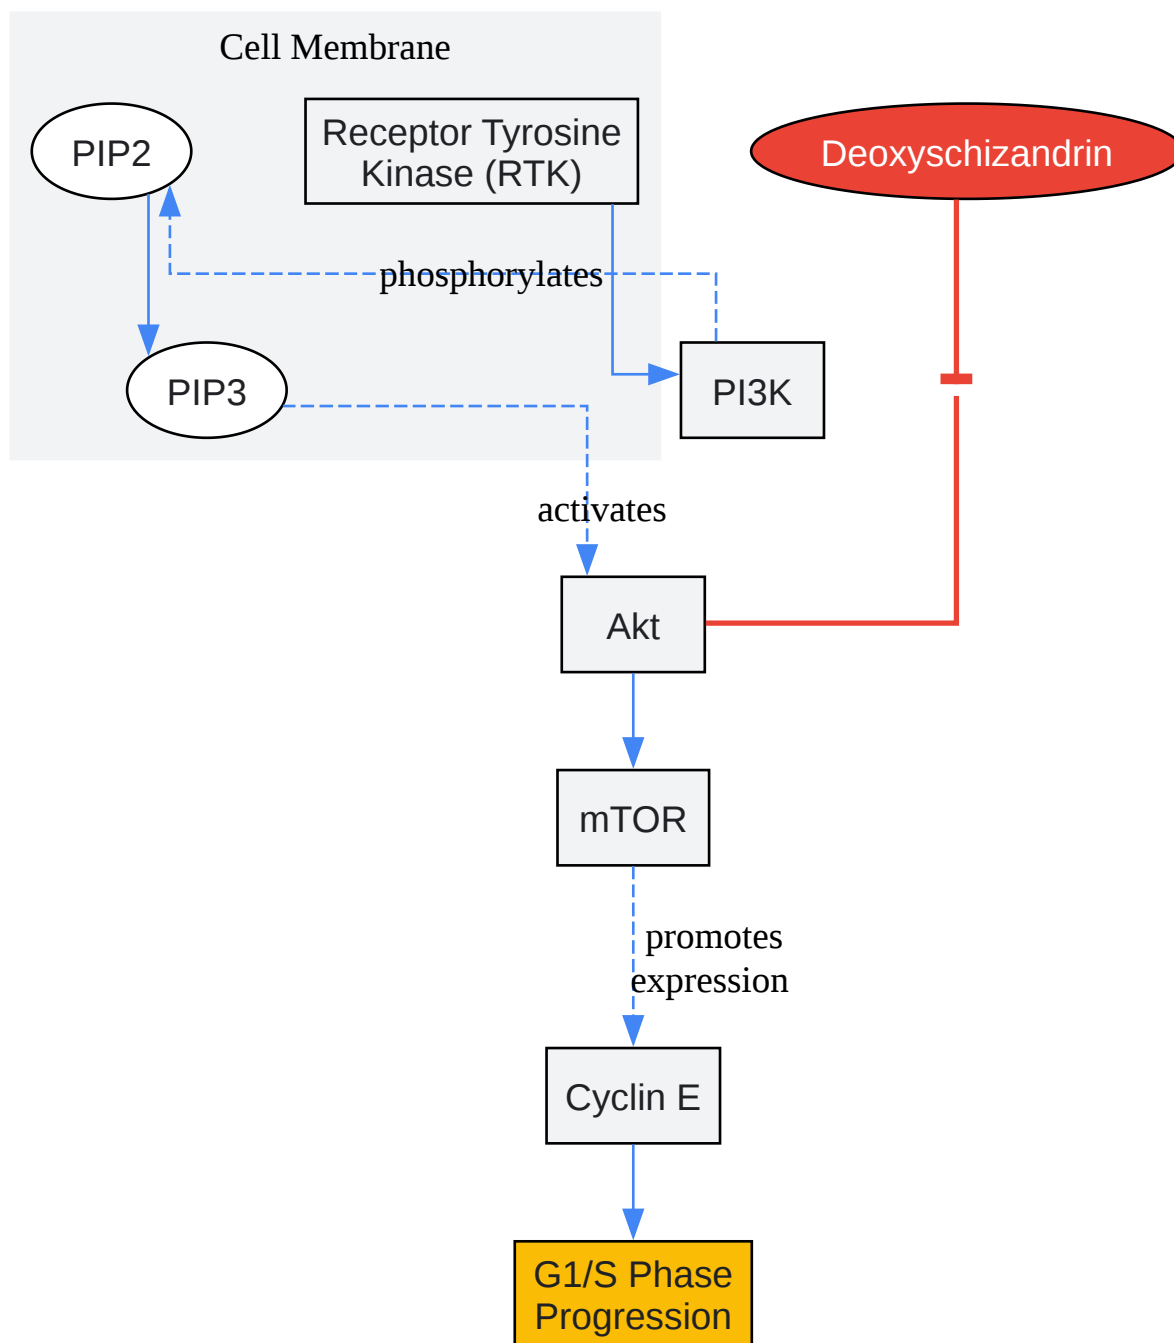 Cell Membrane
PIP2
Receptor Tyrosine
Kinase (RTK)
Deoxyschizandrin
phosphorylates
PIP3
PI3K
activates
Akt
mTOR
promotes
expression
Cyclin E
G1/S Phase
Progression